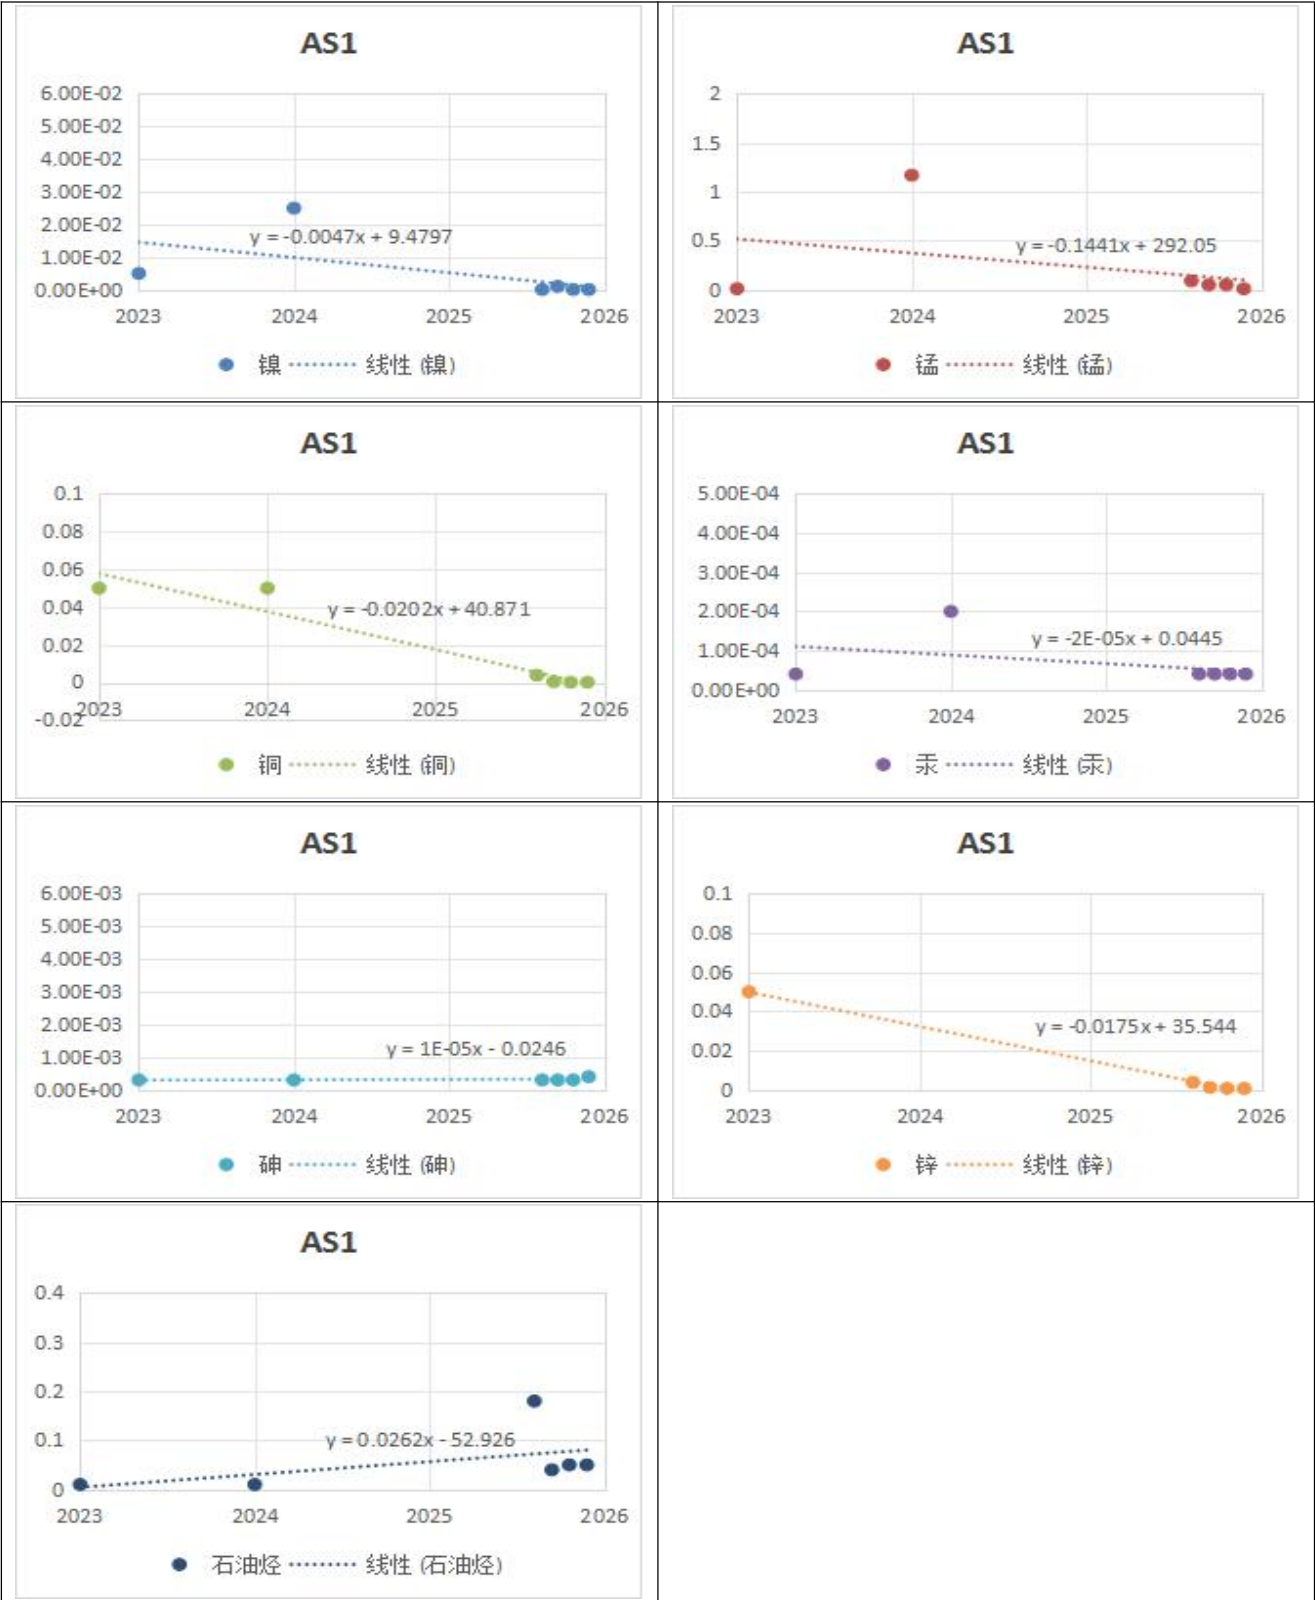 AS1
6.00E-02
5.00E-02
4.00E-02
3.00E-02
2.00E-02
1.00E-02
0.00E+00
y = -0.0047x + 9.4797
2023 2024 2025 2026
镍 线性 (镍)
AS1
2
1.5
1
0.5
0
y = -0.1441x + 292.05
2023 2024 2025 2026
锰 线性 (锰)
AS1
0.1
0.08
0.06
0.04
0.02
0
-0.02
y = -0.0202x + 40.871
2023 2024 2025 2026
铜 线性 (铜)
AS1
5.00E-04
4.00E-04
3.00E-04
2.00E-04
1.00E-04
0.00E+00
y = -2E-05x + 0.0445
2023 2024 2025 2026
汞 线性 (汞)
AS1
6.00E-03
5.00E-03
4.00E-03
3.00E-03
2.00E-03
1.00E-03
0.00E+00
y = 1E-05x - 0.0246
2023 2024 2025 2026
砷 线性 (砷)
AS1
0.1
0.08
0.06
0.04
0.02
0
y = -0.0175x + 35.544
2023 2024 2025 2026
锌 线性 (锌)
AS1
0.4
0.3
0.2
0.1
0
y = 0.0262x - 52.926
2023 2024 2025 2026
石油烃 线性 (石油烃)